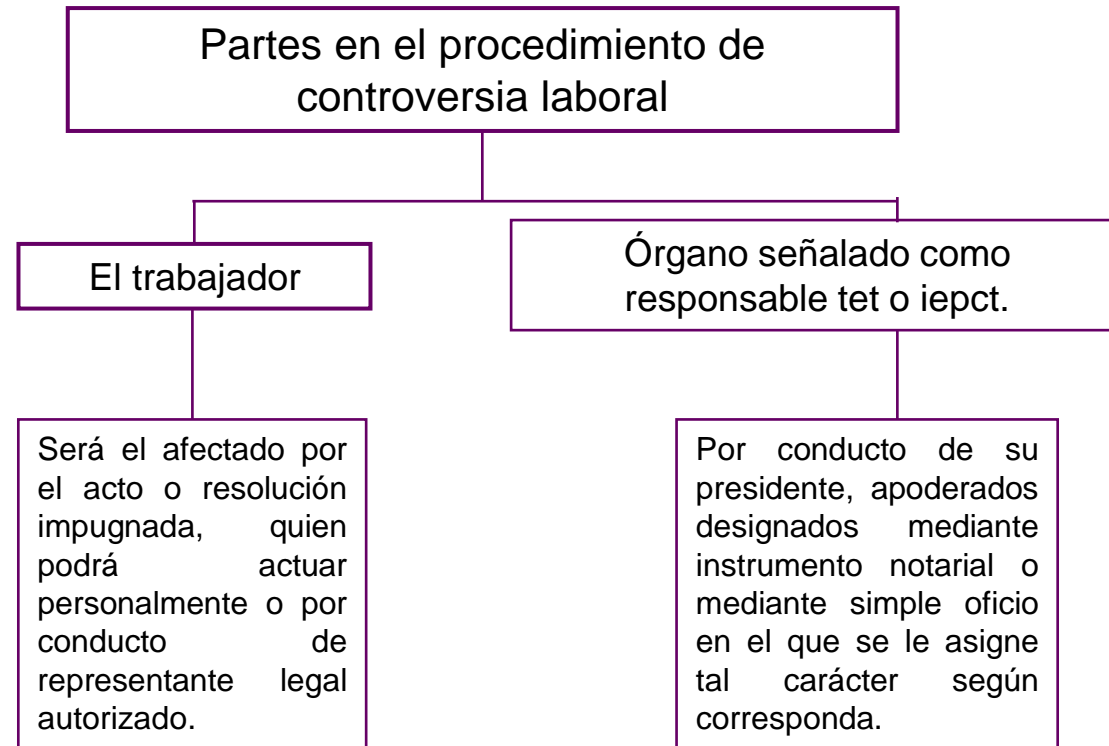 Partes en el procedimiento de
controversia laboral
El trabajador
Órgano señalado como
responsable tet o iepct.
Será el afectado por
el acto o resolución
impugnada, quien
podrá actuar
personalmente o por
conducto de
representante legal
autorizado.
Por conducto de su
presidente, apoderados
designados mediante
instrumento notarial o
mediante simple oficio
en el que se le asigne
tal carácter según
corresponda.